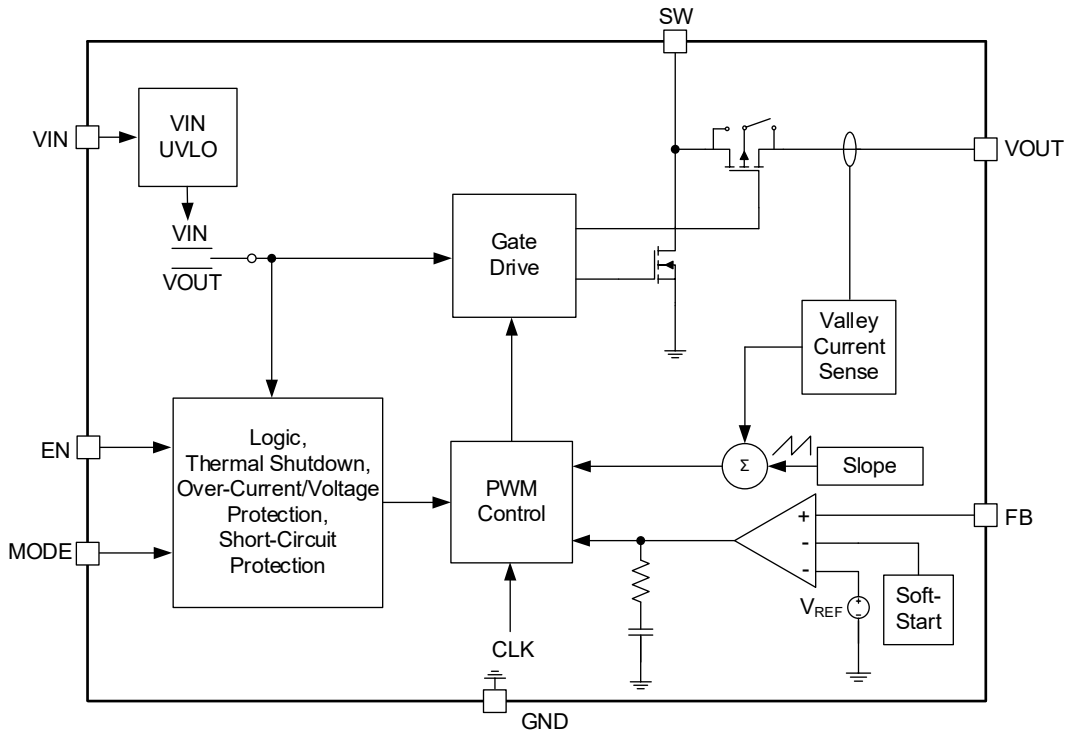 SW
VIN
VIN
UVLO
VOUT
VIN
VOUT
Gate
Drive
Valley
Current
Sense
EN
Logic,
Thermal Shutdown,
Over-Current/Voltage
Protection,
Short-Circuit
Protection
PWM
Control
Σ
Slope
MODE
+
-
-
FB
VREF
+
-
Soft-
Start
CLK
GND